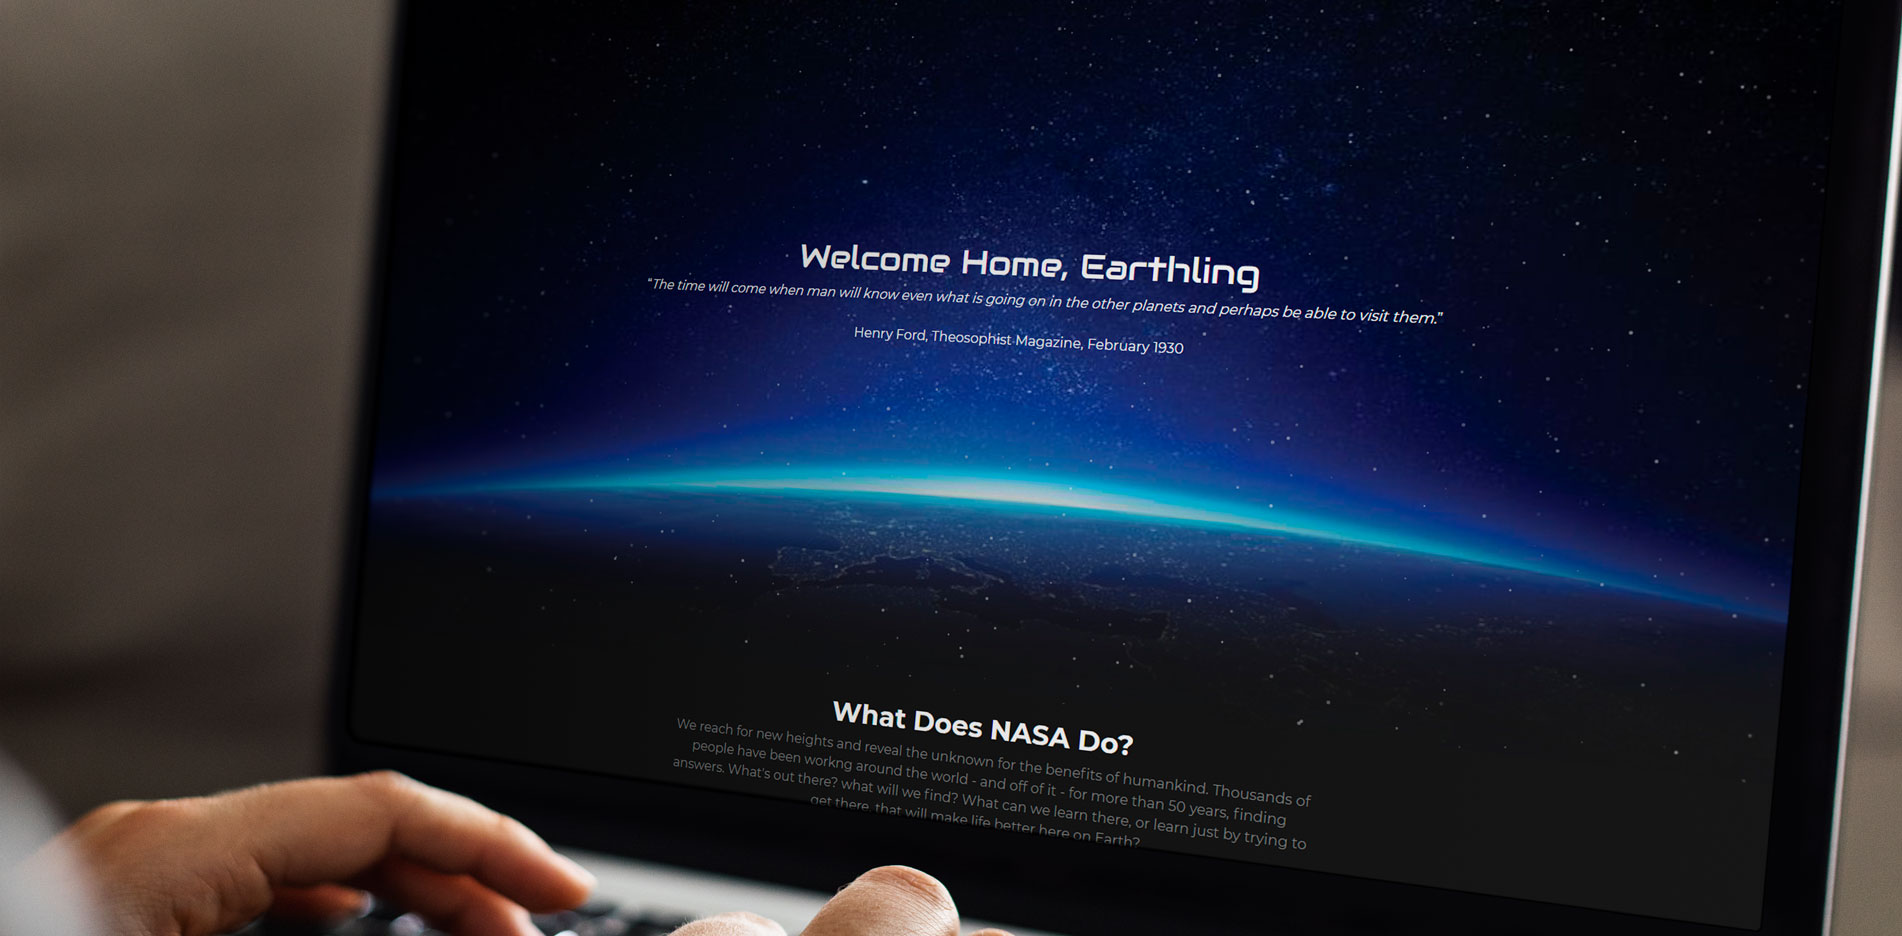 Welcome Home, Earthling
"The time will come when man will know even what is going on in the other planets and perhaps be able to visit them."
Henry Ford, Theosophist Magazine, February 1930
What Does NASA Do?
We reach for new heights and reveal the unknown for the benefits of humankind. Thousands of
people have been workng around the world - and off of it - for more than 50 years, finding
answers. What's out there? what will we find? What can we learn there, or learn just by trying to
get there, that will make life better here on Earth?